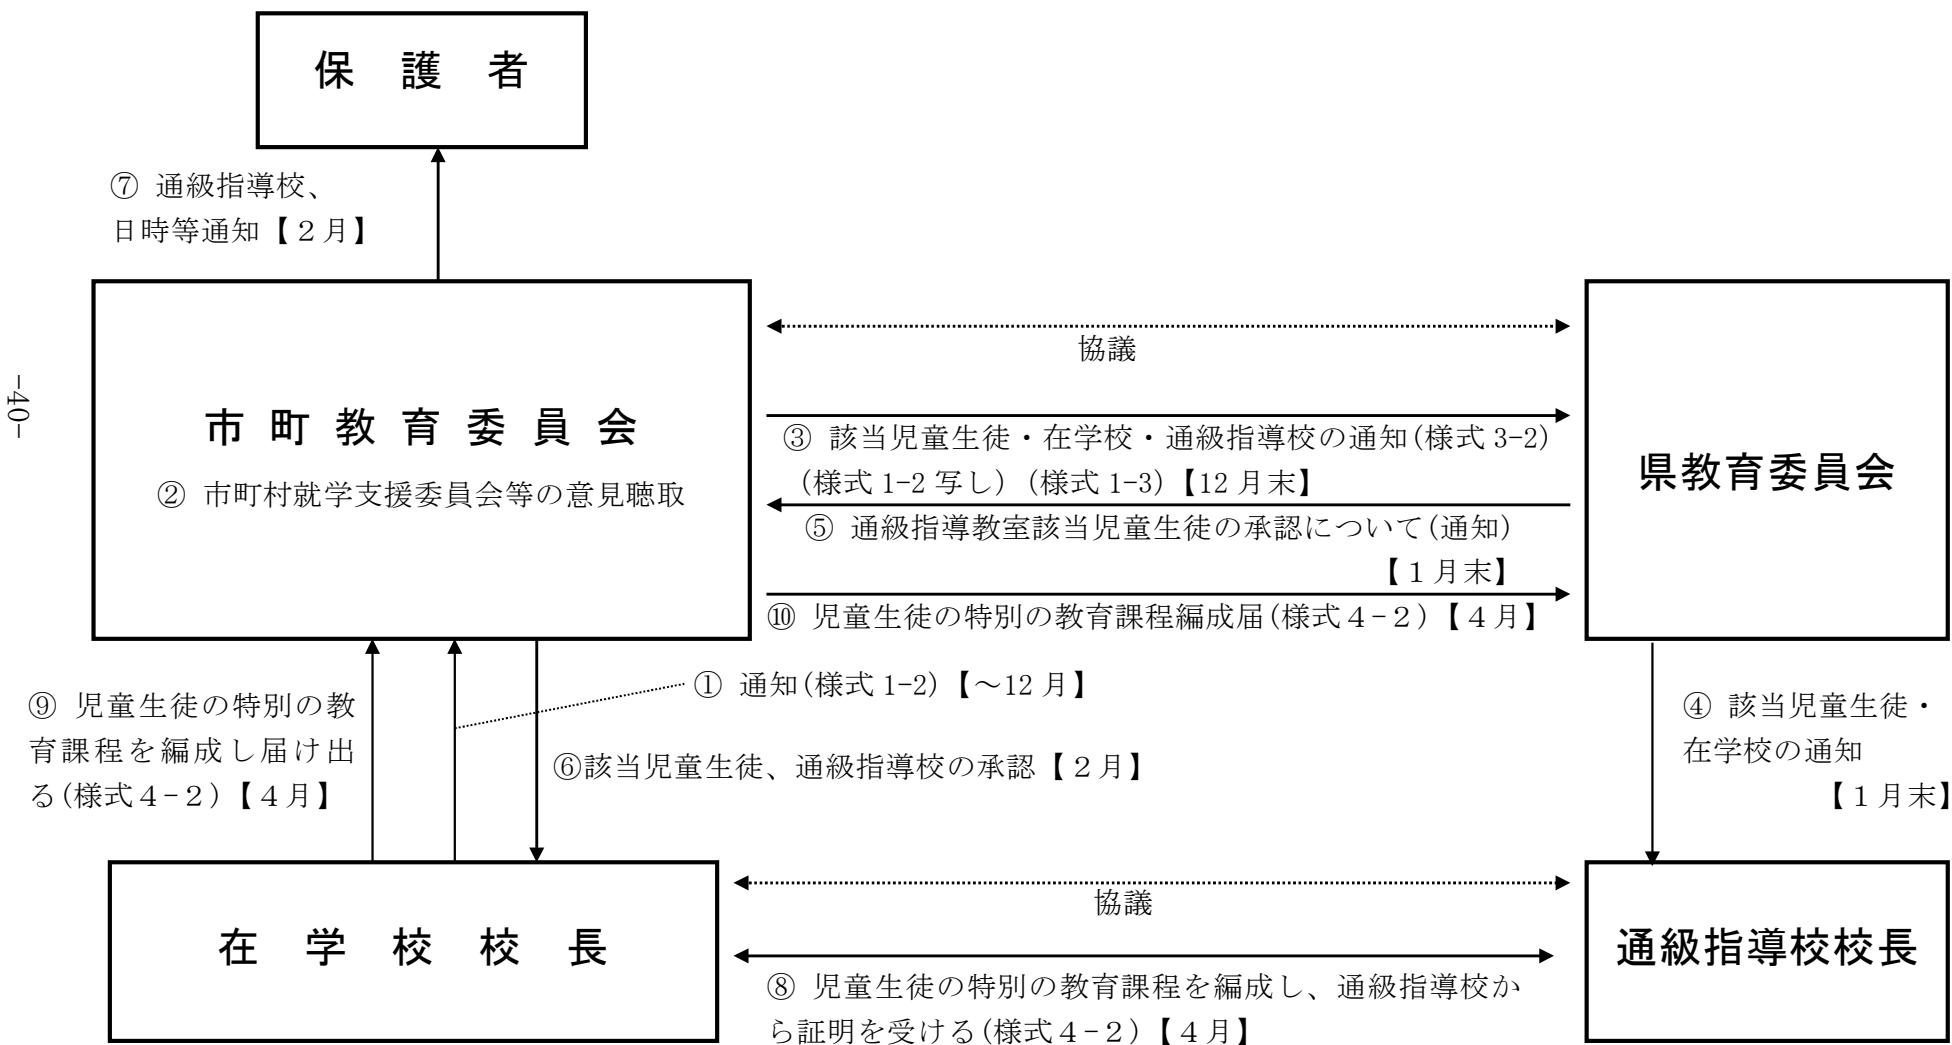 保 護 者
⑦ 通級指導校、
日時等通知【２月】
-40-
市 町 教 育 委 員 会
② 市町村就学支援委員会等の意見聴取
協議
③ 該当児童生徒・在学校・通級指導校の通知(様式 3-2)
(様式 1-2 写し) (様式 1-3)【12 月末】
⑤ 通級指導教室該当児童生徒の承認について(通知)
【１月末】
⑩ 児童生徒の特別の教育課程編成届(様式４-２)【４月】
県教育委員会
⑨ 児童生徒の特別の教
育課程を編成し届け出
る(様式４-２)【４月】
① 通知(様式 1-2)【～12 月】
⑥該当児童生徒、通級指導校の承認【２月】
④ 該当児童生徒・
在学校の通知
【１月末】
在 学 校 校 長
協議
⑧ 児童生徒の特別の教育課程を編成し、通級指導校か
ら証明を受ける(様式４-２)【４月】
通級指導校校長